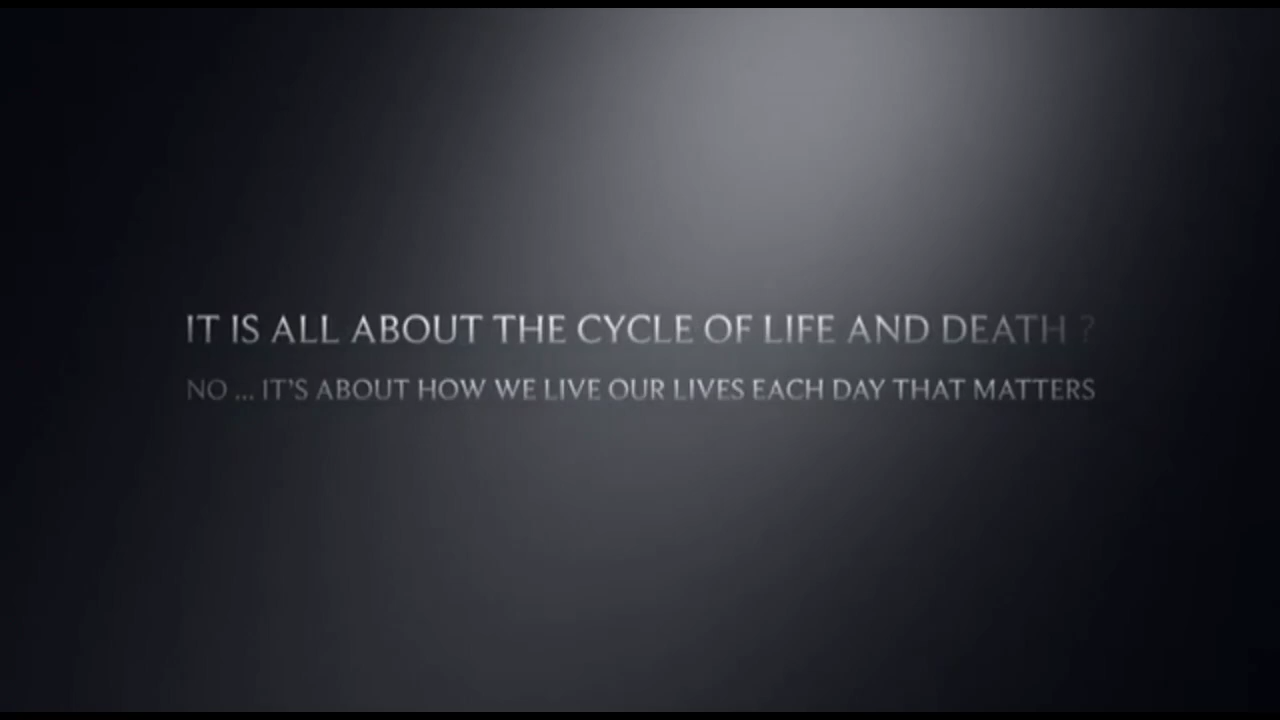 IT IS ALL ABOUT THE CYCLE OF LIFE AND DEATH ?
NO ... IT'S ABOUT HOW WE LIVE OUR LIVES EACH DAY THAT MATTERS